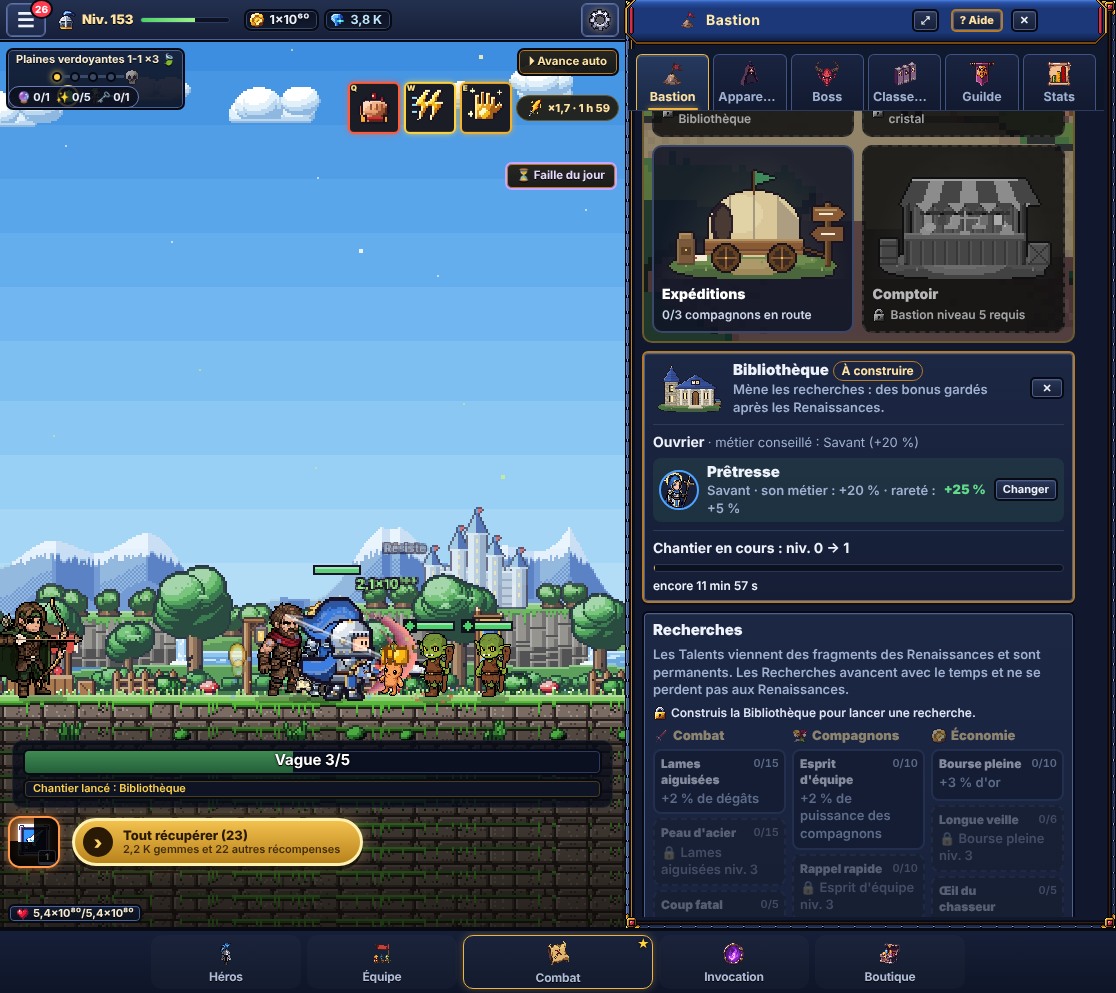 26
Niv. 153
1×10⁶⁰
3,8 K
Bastion
? Aide
Plaines verdoyantes 1-1 ×3
0/1
0/5
0/1
Avance auto
Q
W
E
×1,7 · 1 h 59
Faille du jour
Bastion
Appare…
Boss
Classe…
Guilde
Stats
Bibliothèque
cristal
Expéditions
0/3 compagnons en route
Comptoir
Bastion niveau 5 requis
Bibliothèque
À construire
Mène les recherches : des bonus gardés
après les Renaissances.
Ouvrier · métier conseillé : Savant (+20 %)
Prêtresse
Savant · son métier : +20 % · rareté :
+5 %
+25 %
Changer
Chantier en cours : niv. 0 → 1
encore 11 min 57 s
Résiste
Recherches
Les Talents viennent des fragments des Renaissances et sont
permanents. Les Recherches avancent avec le temps et ne se
perdent pas aux Renaissances.
Construis la Bibliothèque pour lancer une recherche.
Combat
Compagnons
Économie
Lames
aiguisées
0/15
+2 % de dégâts
Peau d'acier
0/15
Lames
aiguisées niv. 3
Coup fatal
0/5
Esprit
d'équipe
0/10
+2 % de
puissance des
compagnons
Rappel rapide
0/10
Esprit d'équipe
niv. 3
Bourse pleine
0/10
+3 % d'or
Longue veille
0/6
Bourse pleine
niv. 3
Œil du
chasseur
0/5
Vague 3/5
Chantier lancé : Bibliothèque
1
Tout récupérer (23)
2,2 K gemmes et 22 autres récompenses
5,4×10⁸⁰/5,4×10⁸⁰
Héros
Équipe
Combat
Invocation
Boutique